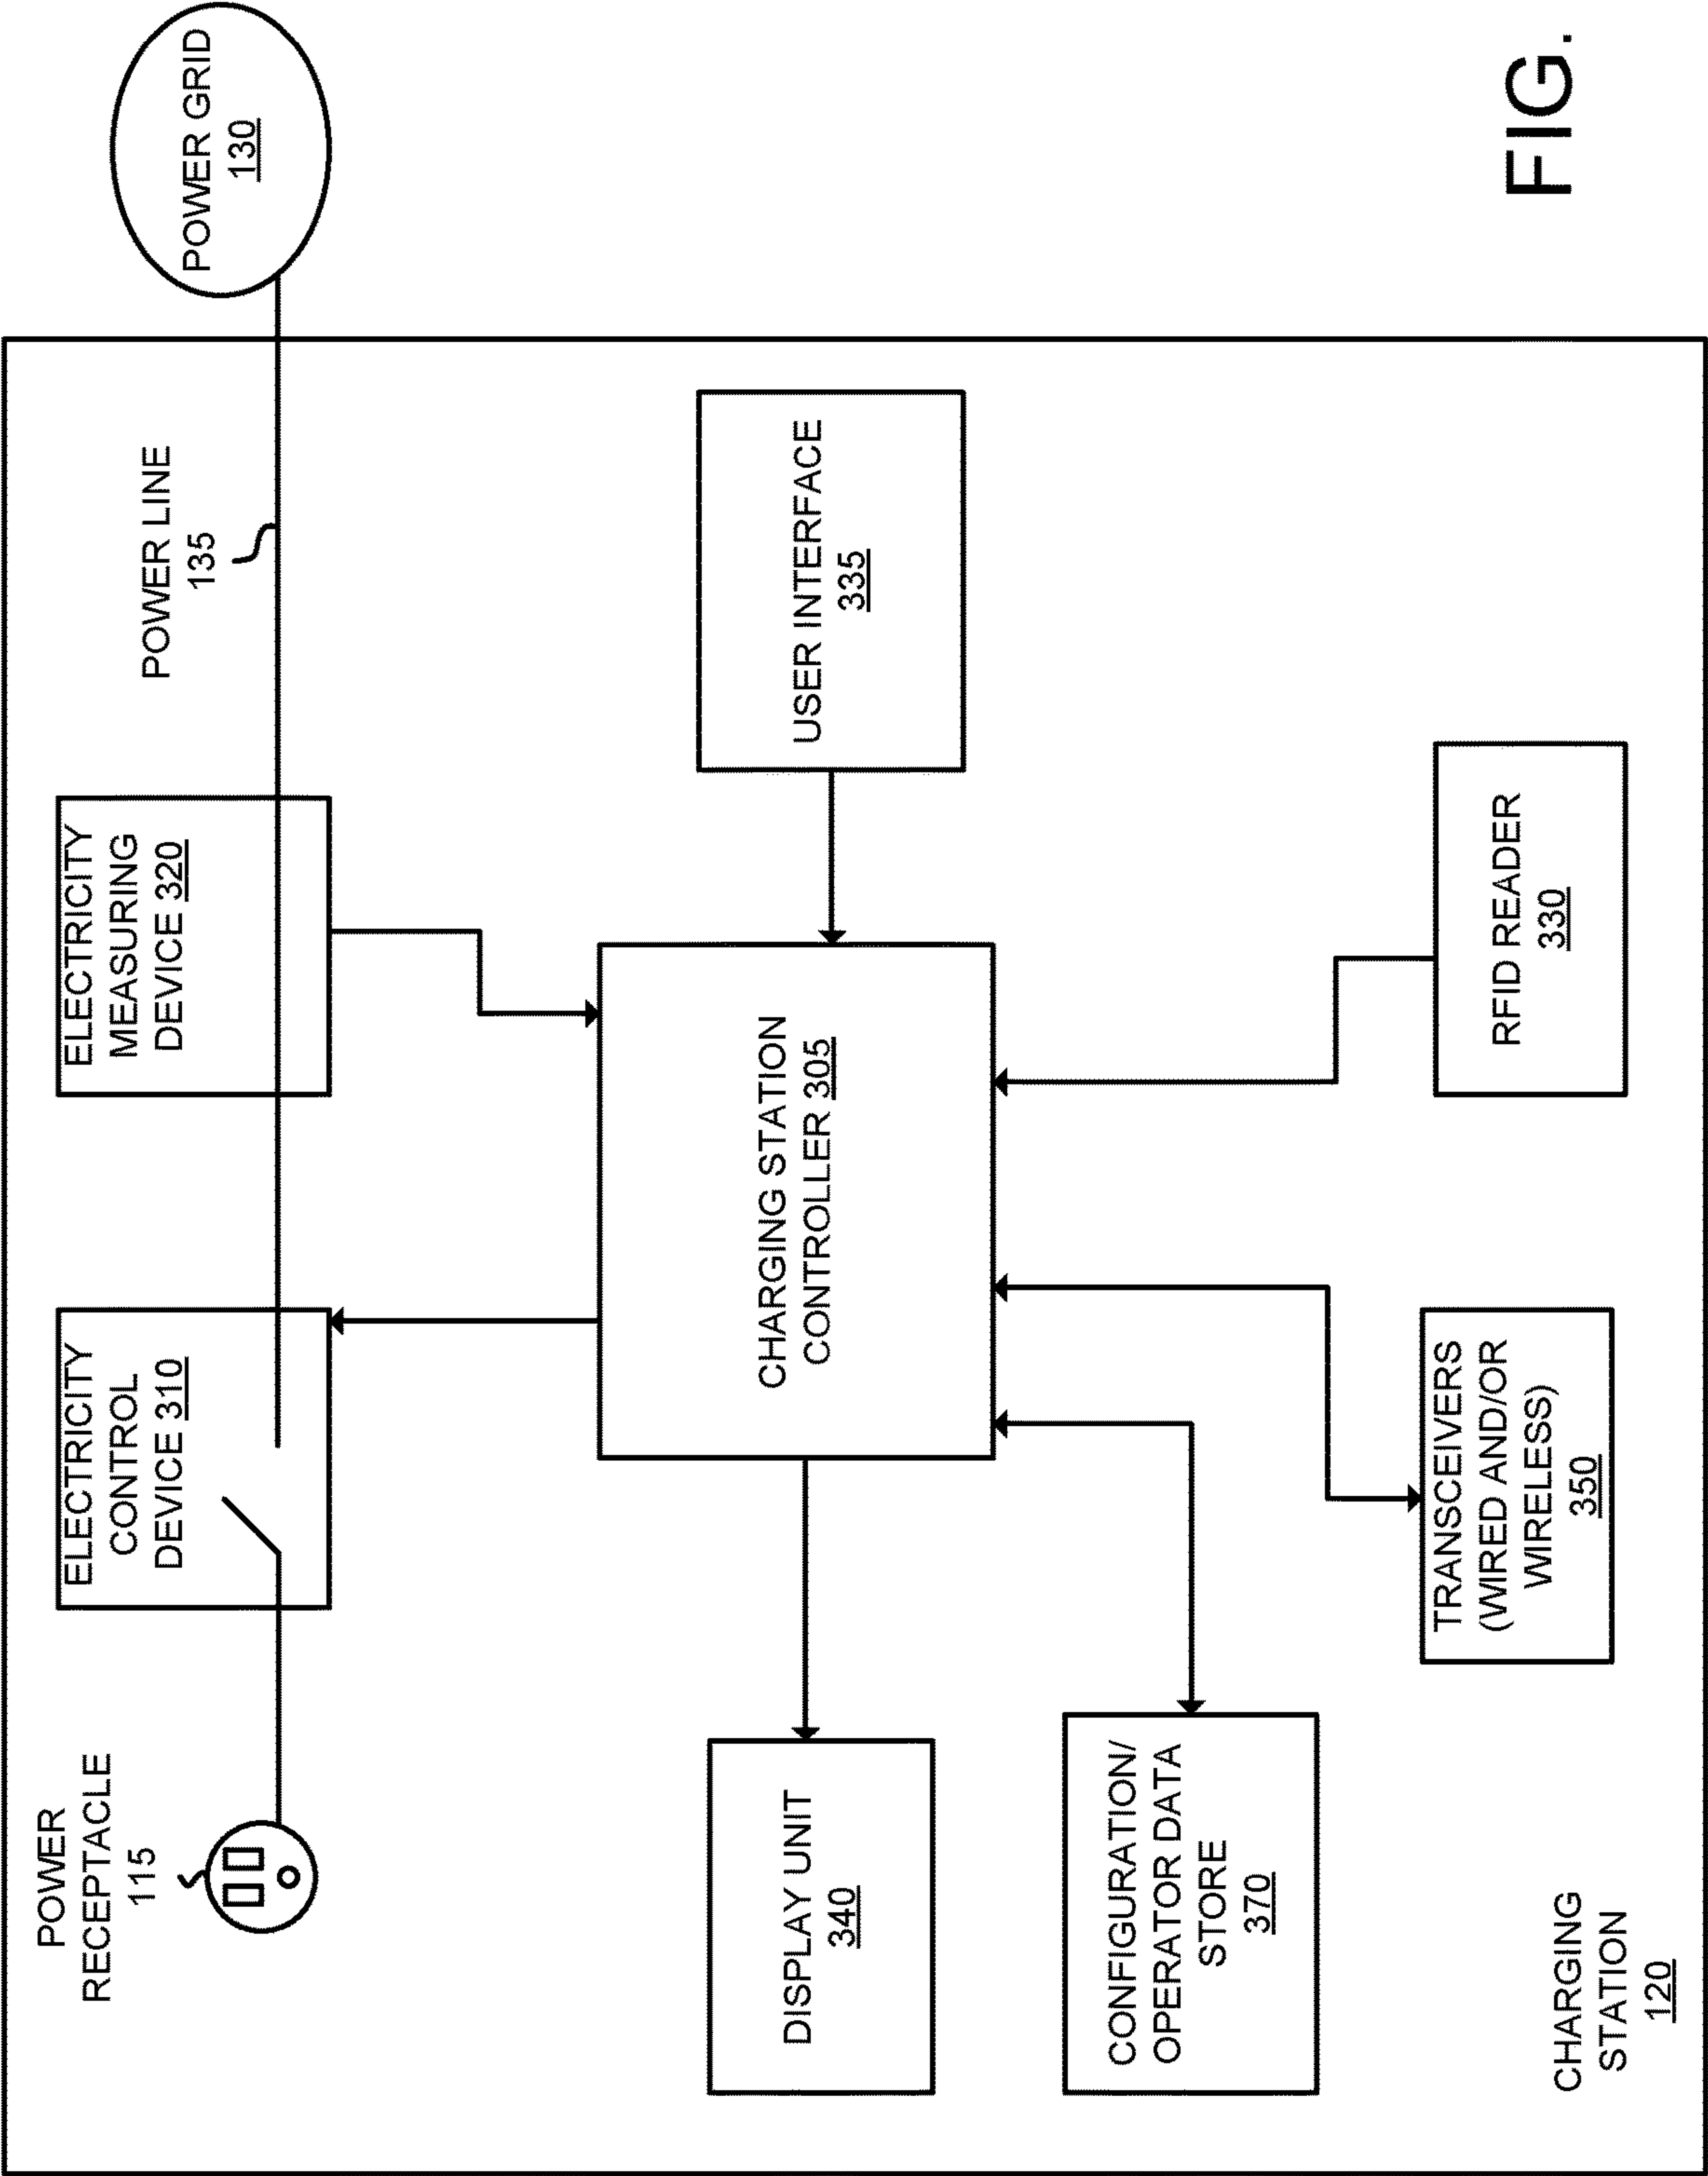 POWER
RECEPTACLE
115
ELECTRICITY
CONTROL
DEVICE 310
ELECTRICITY
MEASURING
DEVICE 320
POWER LINE
135
POWER GRID
130
DISPLAY UNIT
340
CHARGING STATION
CONTROLLER 305
USER INTERFACE
335
CONFIGURATION/
OPERATOR DATA
STORE
370
TRANSCEIVERS
(WIRED AND/OR
WIRELESS)
350
RFID READER
330
CHARGING
STATION
120
FIG.